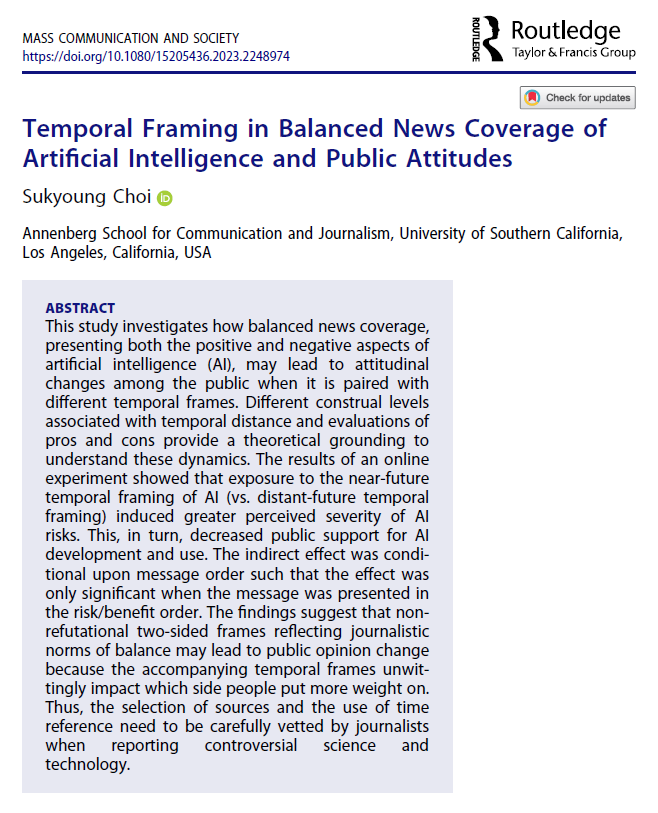 MASS COMMUNICATION AND SOCIETY
https://doi.org/10.1080/15205436.2023.2248974
ROUTLEDGE
Routledge
Taylor & Francis Group
Check for updates
Temporal Framing in Balanced News Coverage of
Artificial Intelligence and Public Attitudes
Sukyoung Choi iD
Annenberg School for Communication and Journalism, University of Southern California,
Los Angeles, California, USA
ABSTRACT
This study investigates how balanced news coverage,
presenting both the positive and negative aspects of
artificial intelligence (AI), may lead to attitudinal
changes among the public when it is paired with
different temporal frames. Different construal levels
associated with temporal distance and evaluations of
pros and cons provide a theoretical grounding to
understand these dynamics. The results of an online
experiment showed that exposure to the near-future
temporal framing of AI (vs. distant-future temporal
framing) induced greater perceived severity of AI
risks. This, in turn, decreased public support for AI
development and use. The indirect effect was condi-
tional upon message order such that the effect was
only significant when the message was presented in
the risk/benefit order. The findings suggest that non-
refutational two-sided frames reflecting journalistic
norms of balance may lead to public opinion change
because the accompanying temporal frames unwit-
tingly impact which side people put more weight on.
Thus, the selection of sources and the use of time
reference need to be carefully vetted by journalists
when reporting controversial science and
technology.